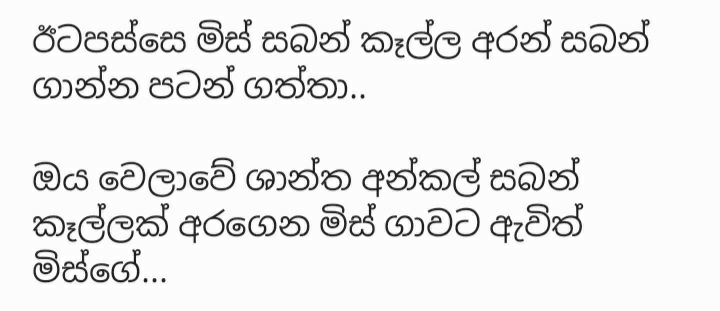 ඊටපස්සෙ මිස් සබන් කෑල්ල අරන් සබන්
ගාන්න පටන් ගත්තා..
ඔය වෙලාවේ ශාන්ත අන්කල් සබන්
කෑල්ලක් අරගෙන මිස් ගාවට ඇවිත්
මිස්ගේ...